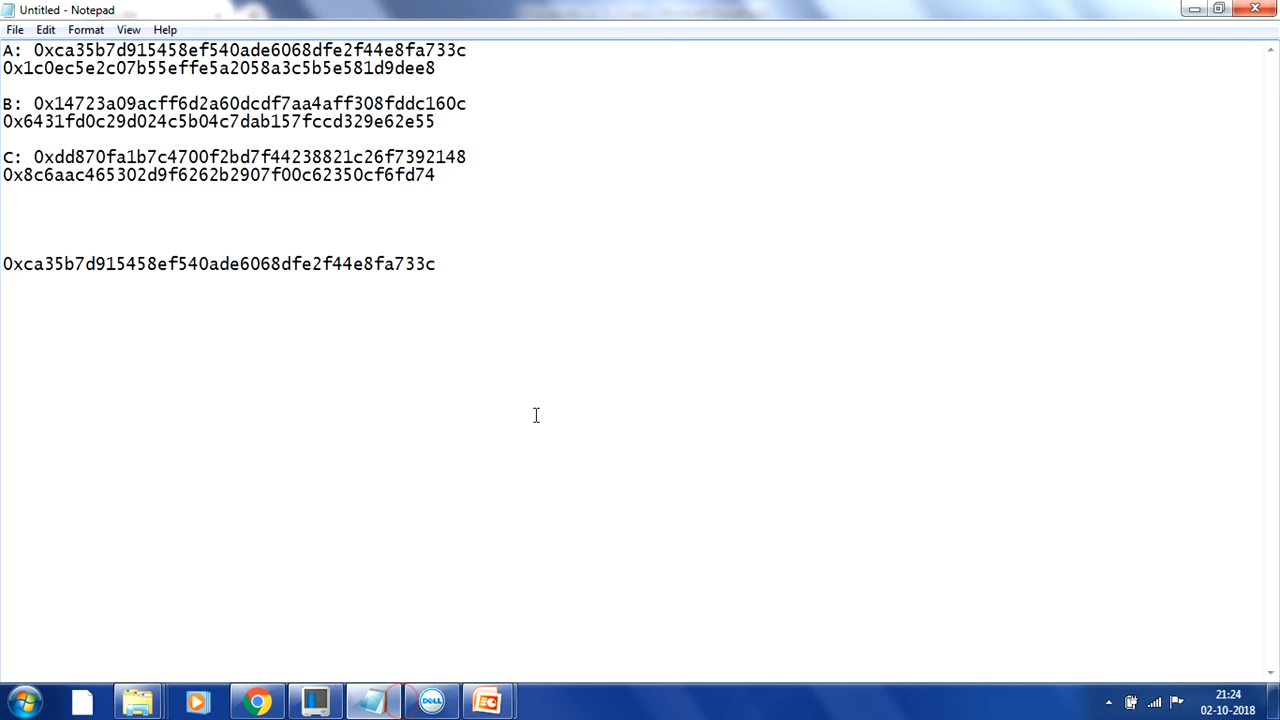 Untitled - Notepad
File Edit Format View Help
A: 0xca35b7d915458ef540ade6068dfe2f44e8fa733c
0x1c0ec5e2c07b55effe5a2058a3c5b5e581d9dee8
B: 0x14723a09acff6d2a60dcdf7aa4aff308fddc160c
0x6431fd0c29d024c5b04c7dab157fccd329e62e55
C: 0xdd870fa1b7c4700f2bd7f44238821c26f7392148
0x8c6aac465302d9f6262b2907f00c62350cf6fd74
0xca35b7d915458ef540ade6068dfe2f44e8fa733c
DELL
21:24
02-10-2018